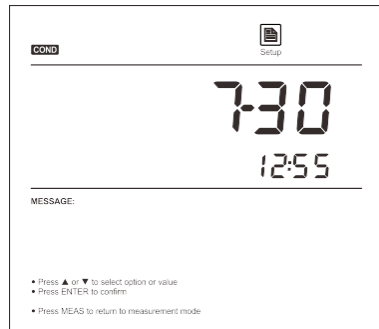 COND
Setup
7-30
12:55
MESSAGE:
• Press ▲ or ▼ to select option or value
• Press ENTER to confirm
• Press MEAS to return to measurement mode